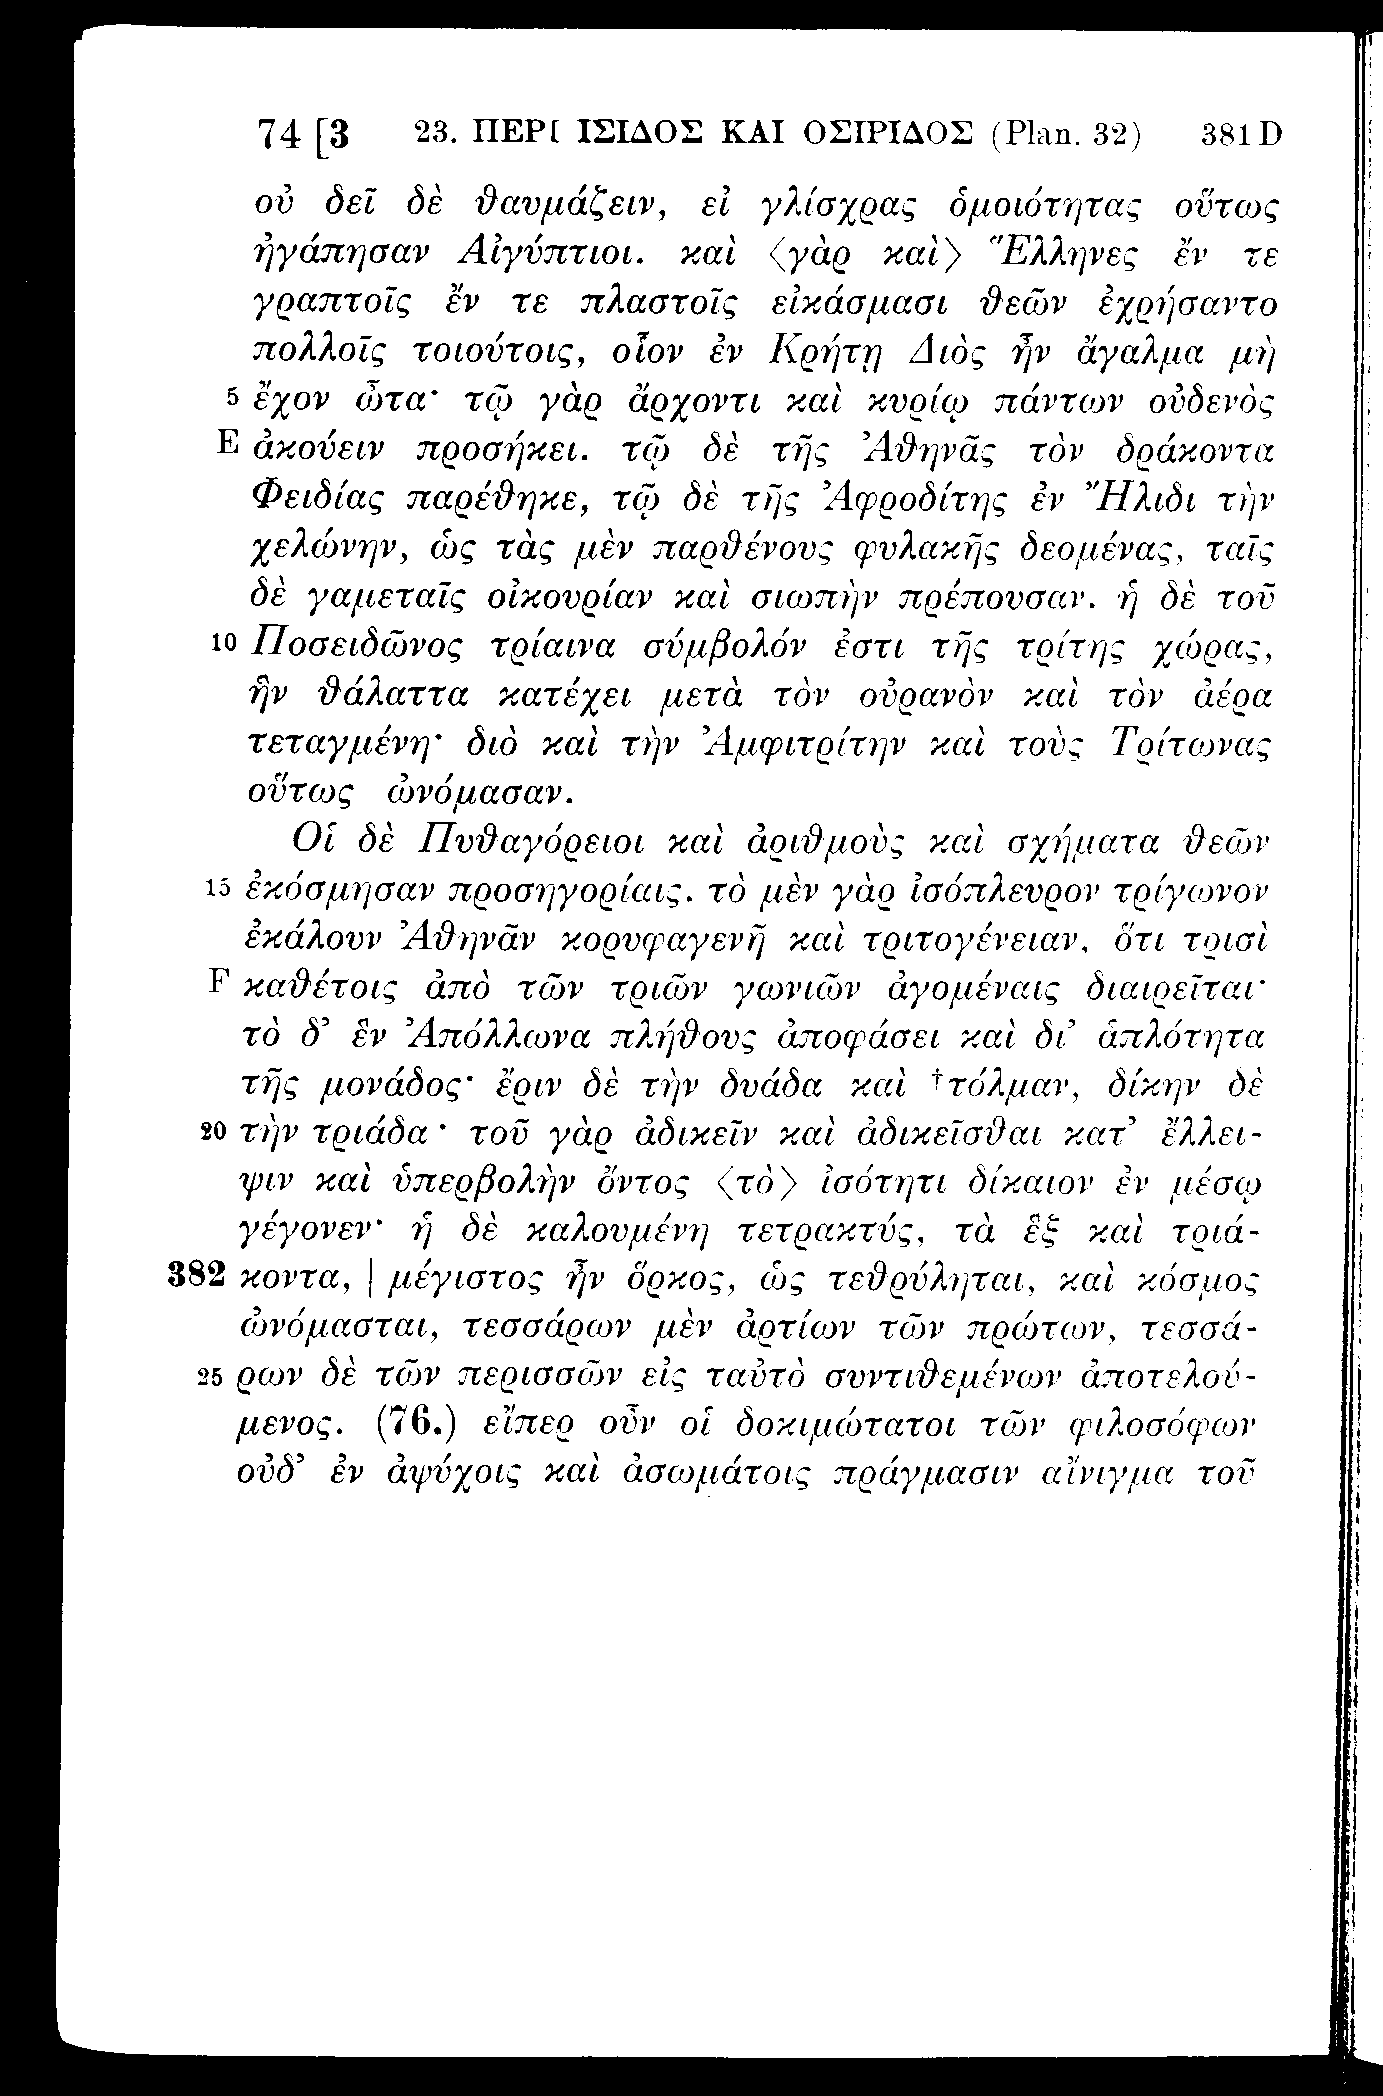 74 [3 23. ΠΕΡΙ ΙΣΙΔΟΣ ΚΑΙ ΟΣΙΡΙΔΟΣ (Plan. 32) 381 D
οὐ δεῖ δὲ θαυμάζειν, εἰ γλίσχρας ὁμοιότητας οὕτως
ἠγάπησαν Αἰγύπτιοι. καὶ 〈γὰρ καὶ〉 Ἕλληνες ἔν τε
γραπτοῖς ἔν τε πλαστοῖς εἰκάσμασι θεῶν ἐχρήσαντο
πολλοῖς τοιούτοις, οἷον ἐν Κρήτῃ Διὸς ἦν ἄγαλμα μὴ
5 ἔχον ὦτα· τῷ γὰρ ἄρχοντι καὶ κυρίῳ πάντων οὐδενὸς
E ἀκούειν προσήκει. τῷ δὲ τῆς Ἀθηνᾶς τὸν δράκοντα
Φειδίας παρέθηκε, τῷ δὲ τῆς Ἀφροδίτης ἐν Ἤλιδι τὴν
χελώνην, ὡς τὰς μὲν παρθένους φυλακῆς δεομένας, ταῖς
δὲ γαμεταῖς οἰκουρίαν καὶ σιωπὴν πρέπουσαν. ἡ δὲ τοῦ
10 Ποσειδῶνος τρίαινα σύμβολόν ἐστι τῆς τρίτης χώρας,
ἣν θάλαττα κατέχει μετὰ τὸν οὐρανὸν καὶ τὸν ἀέρα
τεταγμένη· διὸ καὶ τὴν Ἀμφιτρίτην καὶ τοὺς Τρίτωνας
οὕτως ὠνόμασαν.
Οἱ δὲ Πυθαγόρειοι καὶ ἀριθμοὺς καὶ σχήματα θεῶν
15 ἐκόσμησαν προσηγορίαις. τὸ μὲν γὰρ ἰσόπλευρον τρίγωνον
ἐκάλουν Ἀθηνᾶν κορυφαγενῆ καὶ τριτογένειαν, ὅτι τρισὶ
F καθέτοις ἀπὸ τῶν τριῶν γωνιῶν ἀγομέναις διαιρεῖται·
τὸ δ’ ἓν Ἀπόλλωνα πλήθους ἀποφάσει καὶ δι’ ἁπλότητα
τῆς μονάδος· ἔριν δὲ τὴν δυάδα καὶ †τόλμαν, δίκην δὲ
20 τὴν τριάδα· τοῦ γὰρ ἀδικεῖν καὶ ἀδικεῖσθαι κατ’ ἔλλει-
ψιν καὶ ὑπερβολὴν ὄντος 〈τὸ〉 ἰσότητι δίκαιον ἐν μέσῳ
γέγονεν· ἡ δὲ καλουμένη τετρακτύς, τὰ ἓξ καὶ τριά-
382 κοντα, | μέγιστος ἦν ὅρκος, ὡς τεθρύληται, καὶ κόσμος
ὠνόμασται, τεσσάρων μὲν ἀρτίων τῶν πρώτων, τεσσά-
25 ρων δὲ τῶν περισσῶν εἰς ταὐτὸ συντιθεμένων ἀποτελού-
μενος. (76.) εἴπερ οὖν οἱ δοκιμώτατοι τῶν φιλοσόφων
οὐδ’ ἐν ἀψύχοις καὶ ἀσωμάτοις πράγμασιν αἴνιγμα τοῦ